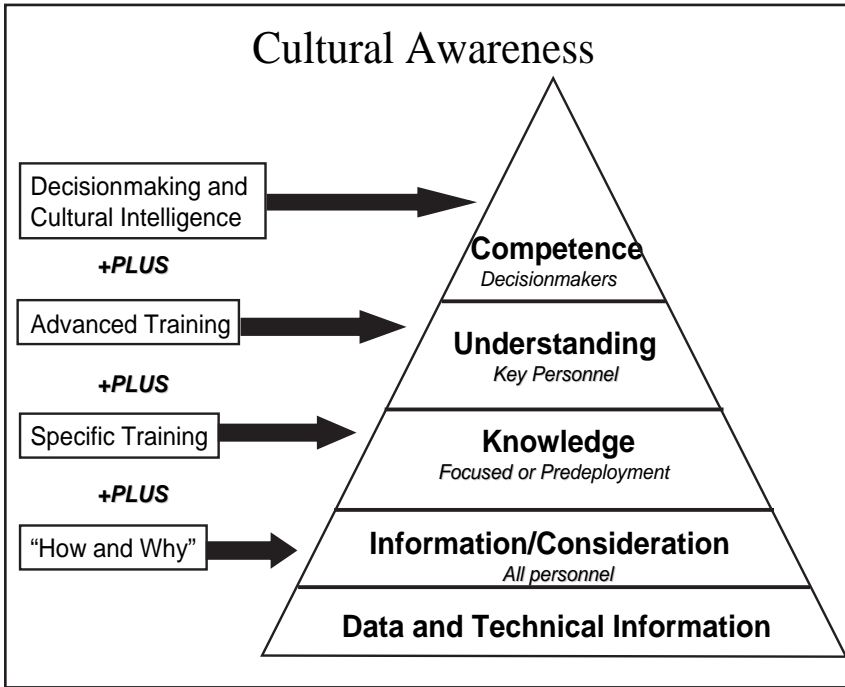 Cultural Awareness
Decisionmaking and
Cultural Intelligence
+PLUS
Advanced Training
+PLUS
Specific Training
+PLUS
“How and Why”
Competence
Decisionmakers
Understanding
Key Personnel
Knowledge
Focused or Predeployment
Information/Consideration
All personnel
Data and Technical Information